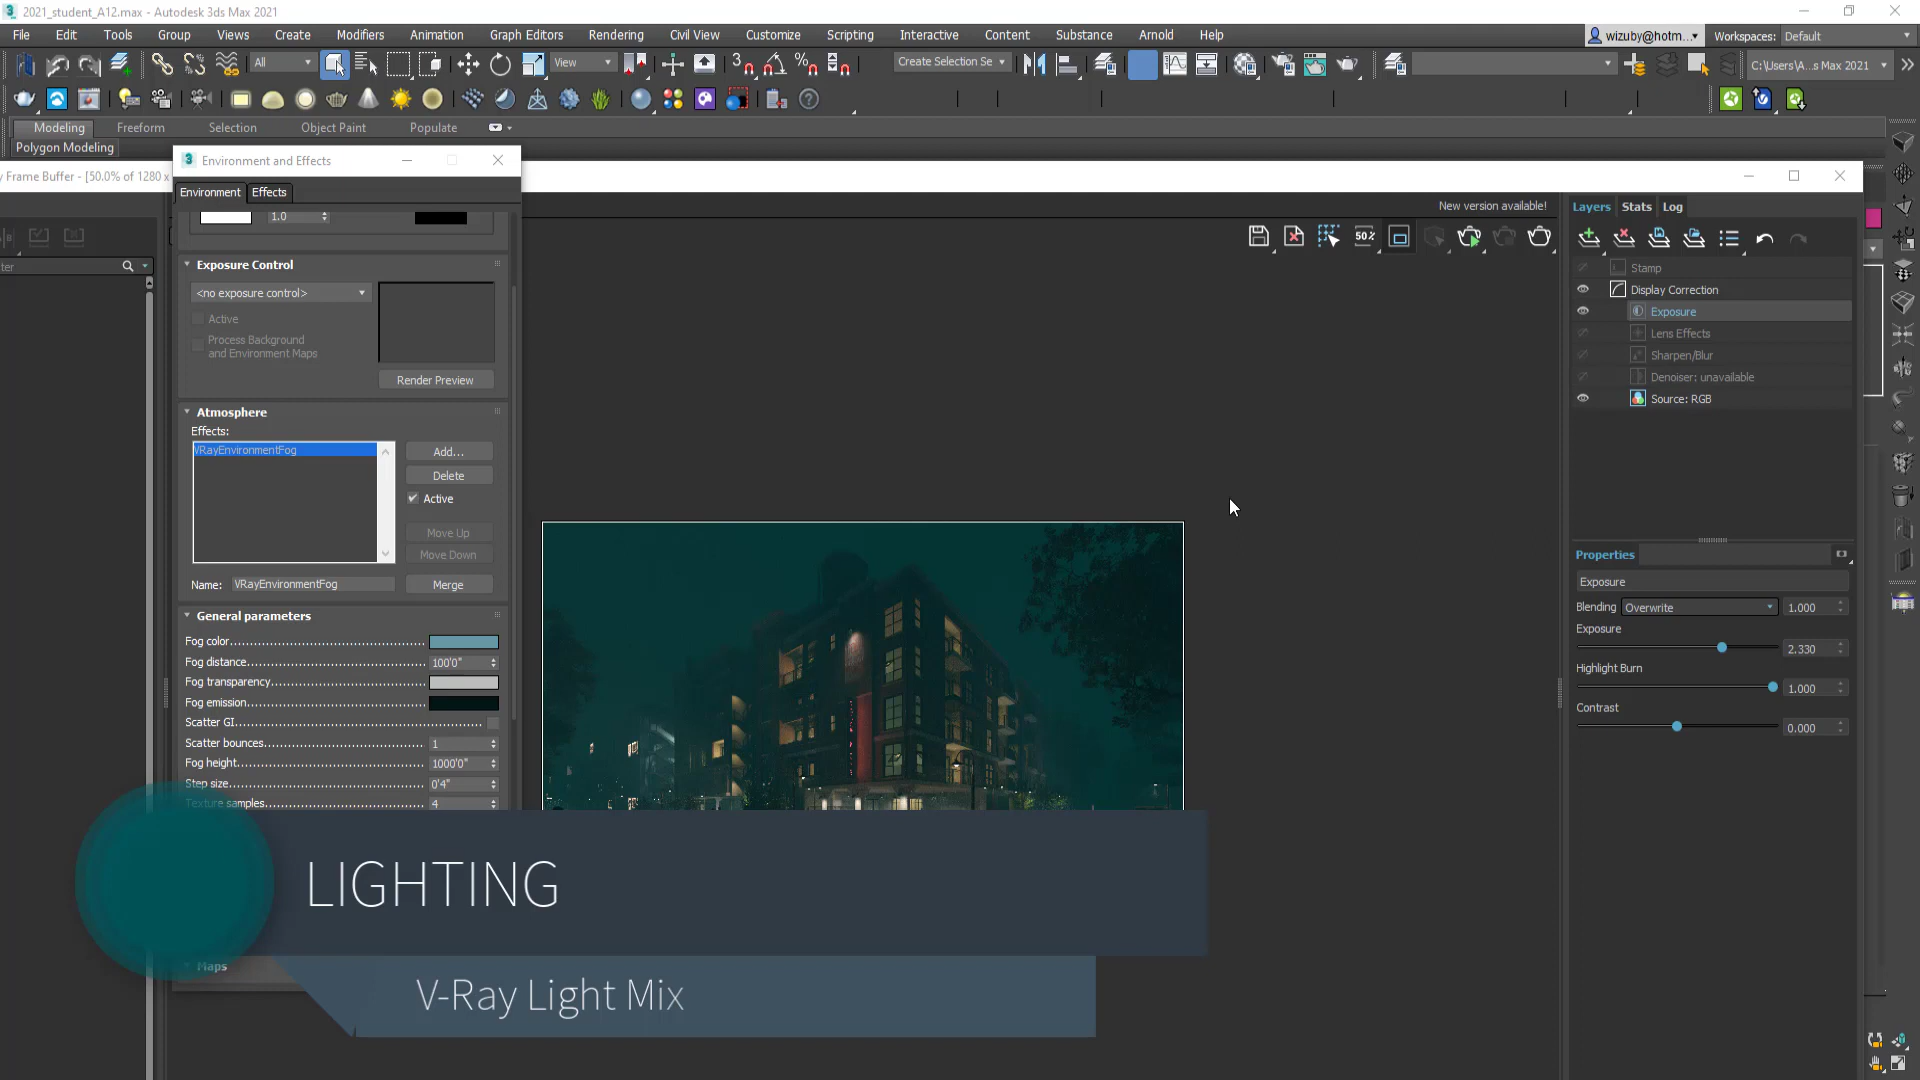 2021_student_A12.max - Autodesk 3ds Max 2021
File Edit Tools Group Views Create Modifiers Animation Graph Editors Rendering Civil View Customize Scripting Interactive Content Substance Arnold Help
wizuby@hotm... Workspaces: Default
All View Create Selection Se C:\Users\A...s Max 2021
Modeling Freeform Selection Object Paint Populate
Polygon Modeling
Environment and Effects
y Frame Buffer - [50.0% of 1280 x
Environment Effects
New version available!
Layers Stats Log
1.0
50%
ter
Exposure Control
<no exposure control>
Active
Process Background
and Environment Maps
Render Preview
Stamp
Display Correction
Exposure
Lens Effects
Sharpen/Blur
Denoiser: unavailable
Source: RGB
Atmosphere
Effects:
VRayEnvironmentFog
Add...
Delete
Active
Move Up
Move Down
Name: VRayEnvironmentFog Merge
General parameters
Fog color
Fog distance 100'0"
Fog transparency
Fog emission
Scatter GI
Scatter bounces 1
Fog height 1000'0"
Step size 0'4"
Texture samples 4
Maps
Properties
Exposure
Blending Overwrite 1.000
Exposure
2.330
Highlight Burn
1.000
Contrast
0.000
LIGHTING
V-Ray Light Mix